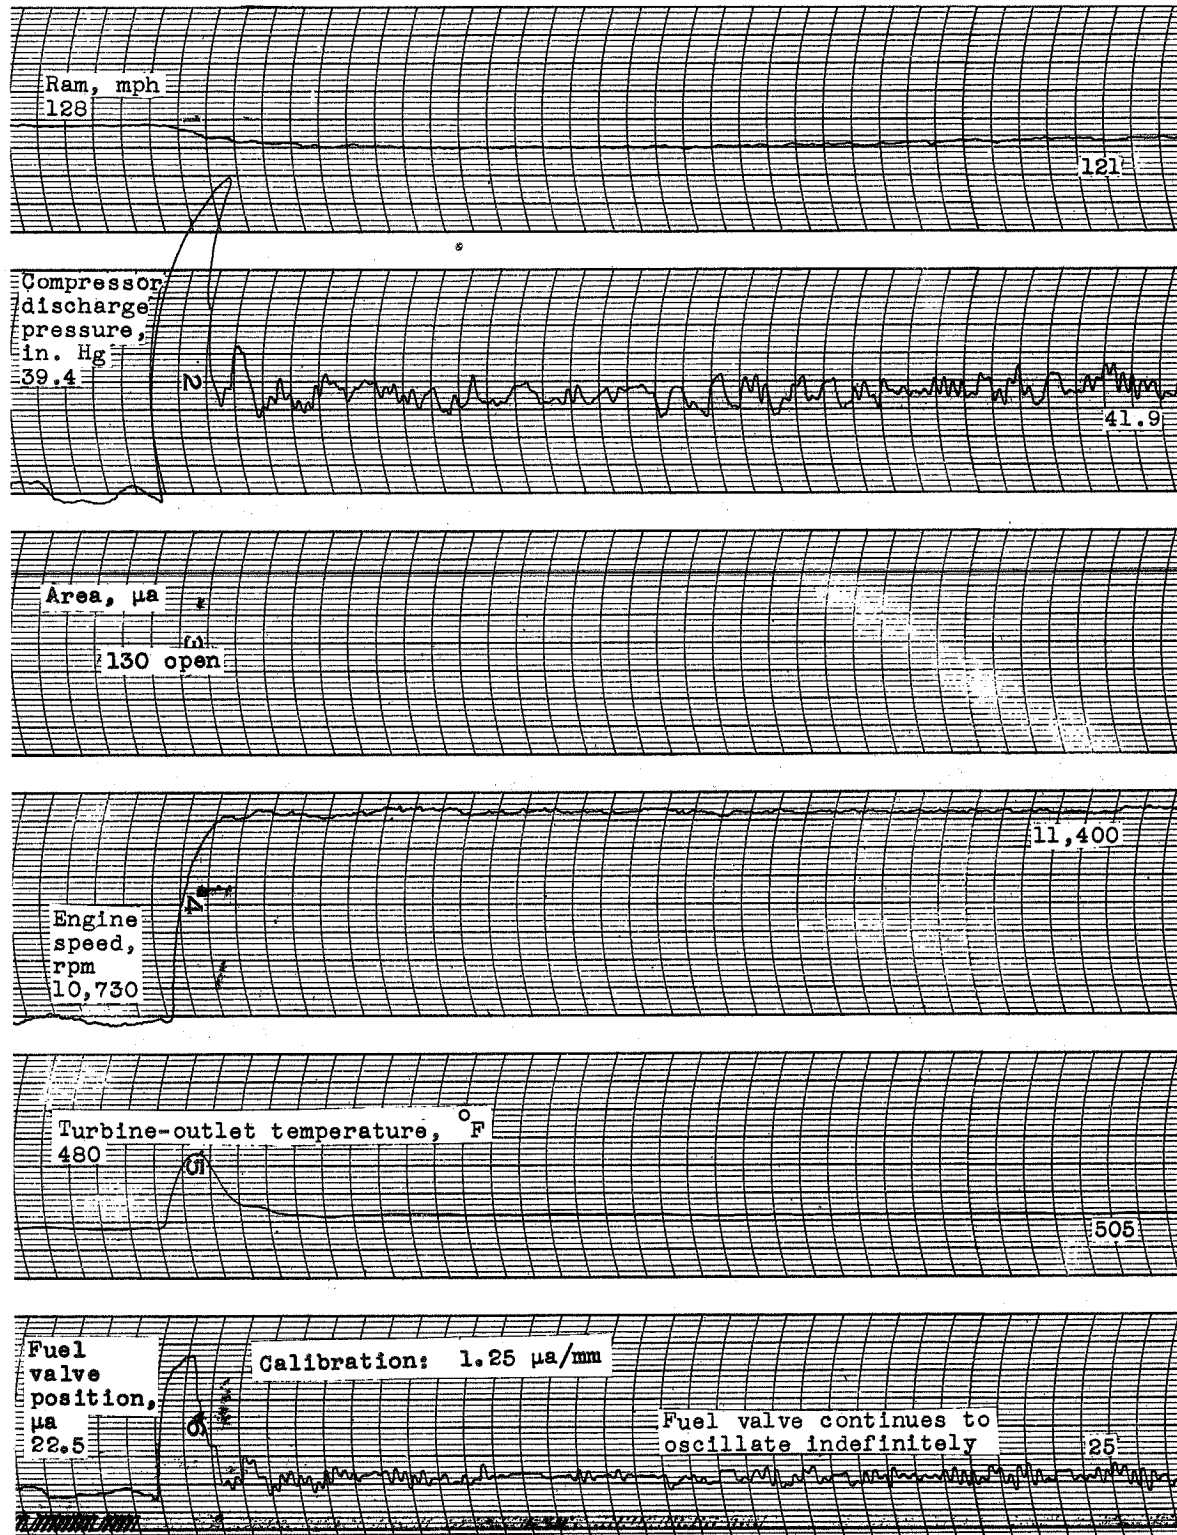 Ram, mph
128
121
Compressor
discharge
pressure,
in. Hg
39.4
2
41.9
Area, μa
3
130 open
11,400
4
Engine
speed,
rpm
10,730
Turbine-outlet temperature, °F
480
5
505
Fuel
valve
position,
μa
22.5
Calibration: 1.25 μa/mm
6
Fuel valve continues to
oscillate indefinitely
25